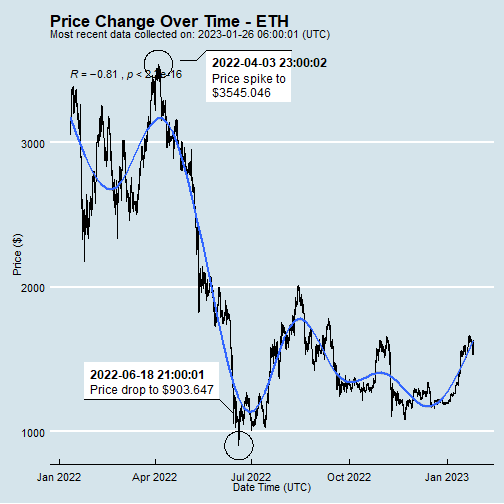 Price Change Over Time - ETH
Most recent data collected on: 2023-01-26 06:00:01 (UTC)
R = −0.81 , p < 2.2e-16
2022-04-03 23:00:02
Price spike to
$3545.046
3000
Price ($)
2000
2022-06-18 21:00:01
Price drop to $903.647
1000
Jan 2022 Apr 2022 Jul 2022 Oct 2022 Jan 2023
Date Time (UTC)